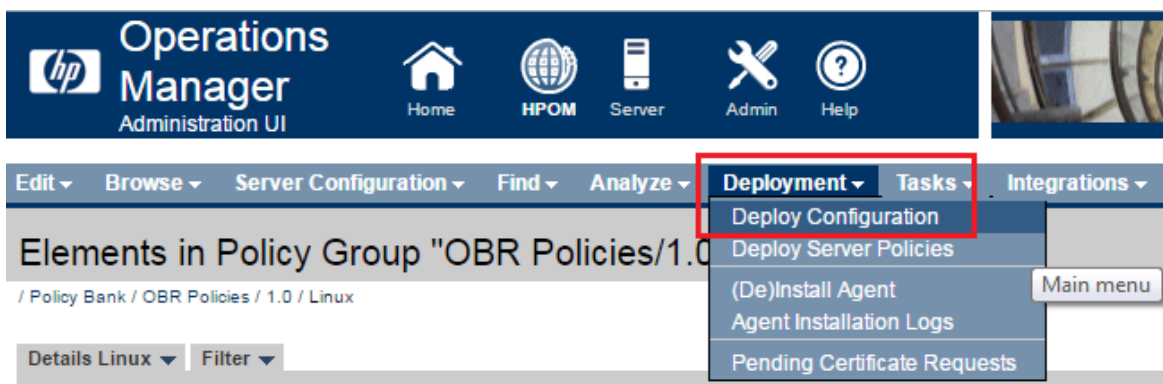 hp
Operations
Manager
Administration UI
Home
HPOM
Server
Admin
Help
Edit
Browse
Server Configuration
Find
Analyze
Deployment
Tasks
Integrations
Deploy Configuration
Deploy Server Policies
(De)Install Agent
Agent Installation Logs
Pending Certificate Requests
Main menu
Elements in Policy Group "OBR Policies/1.0
/ Policy Bank / OBR Policies / 1.0 / Linux
Details Linux
Filter